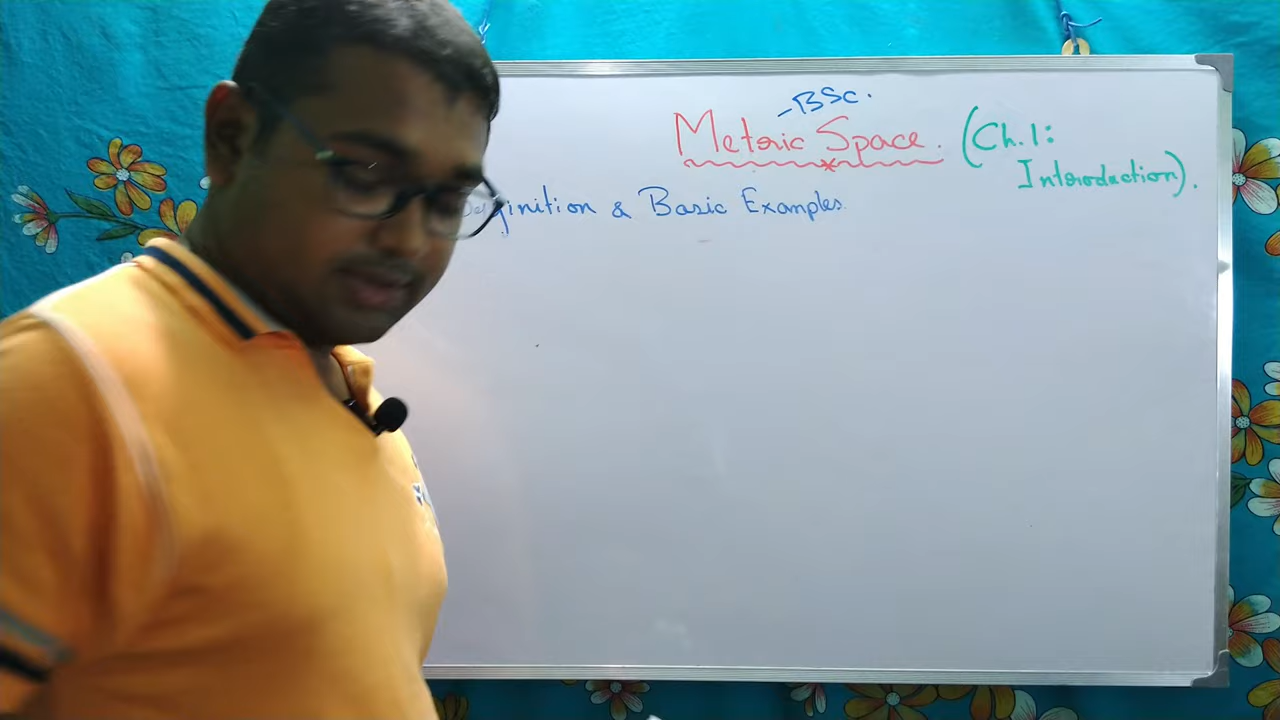 -BSc.
Metric Space. (Ch.1:
Introduction).
Definition & Basic Examples.